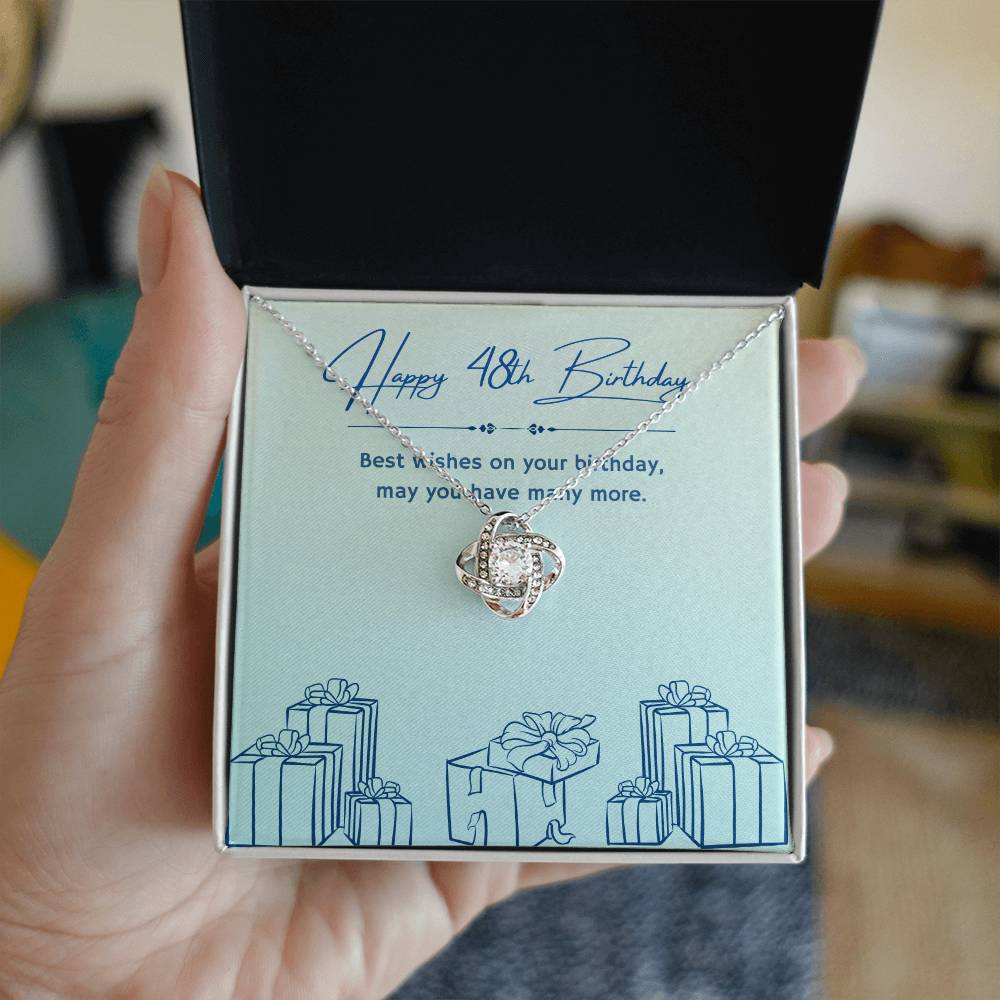 Happy 48th Birthday
Best wishes on your birthday,
may you have many more.